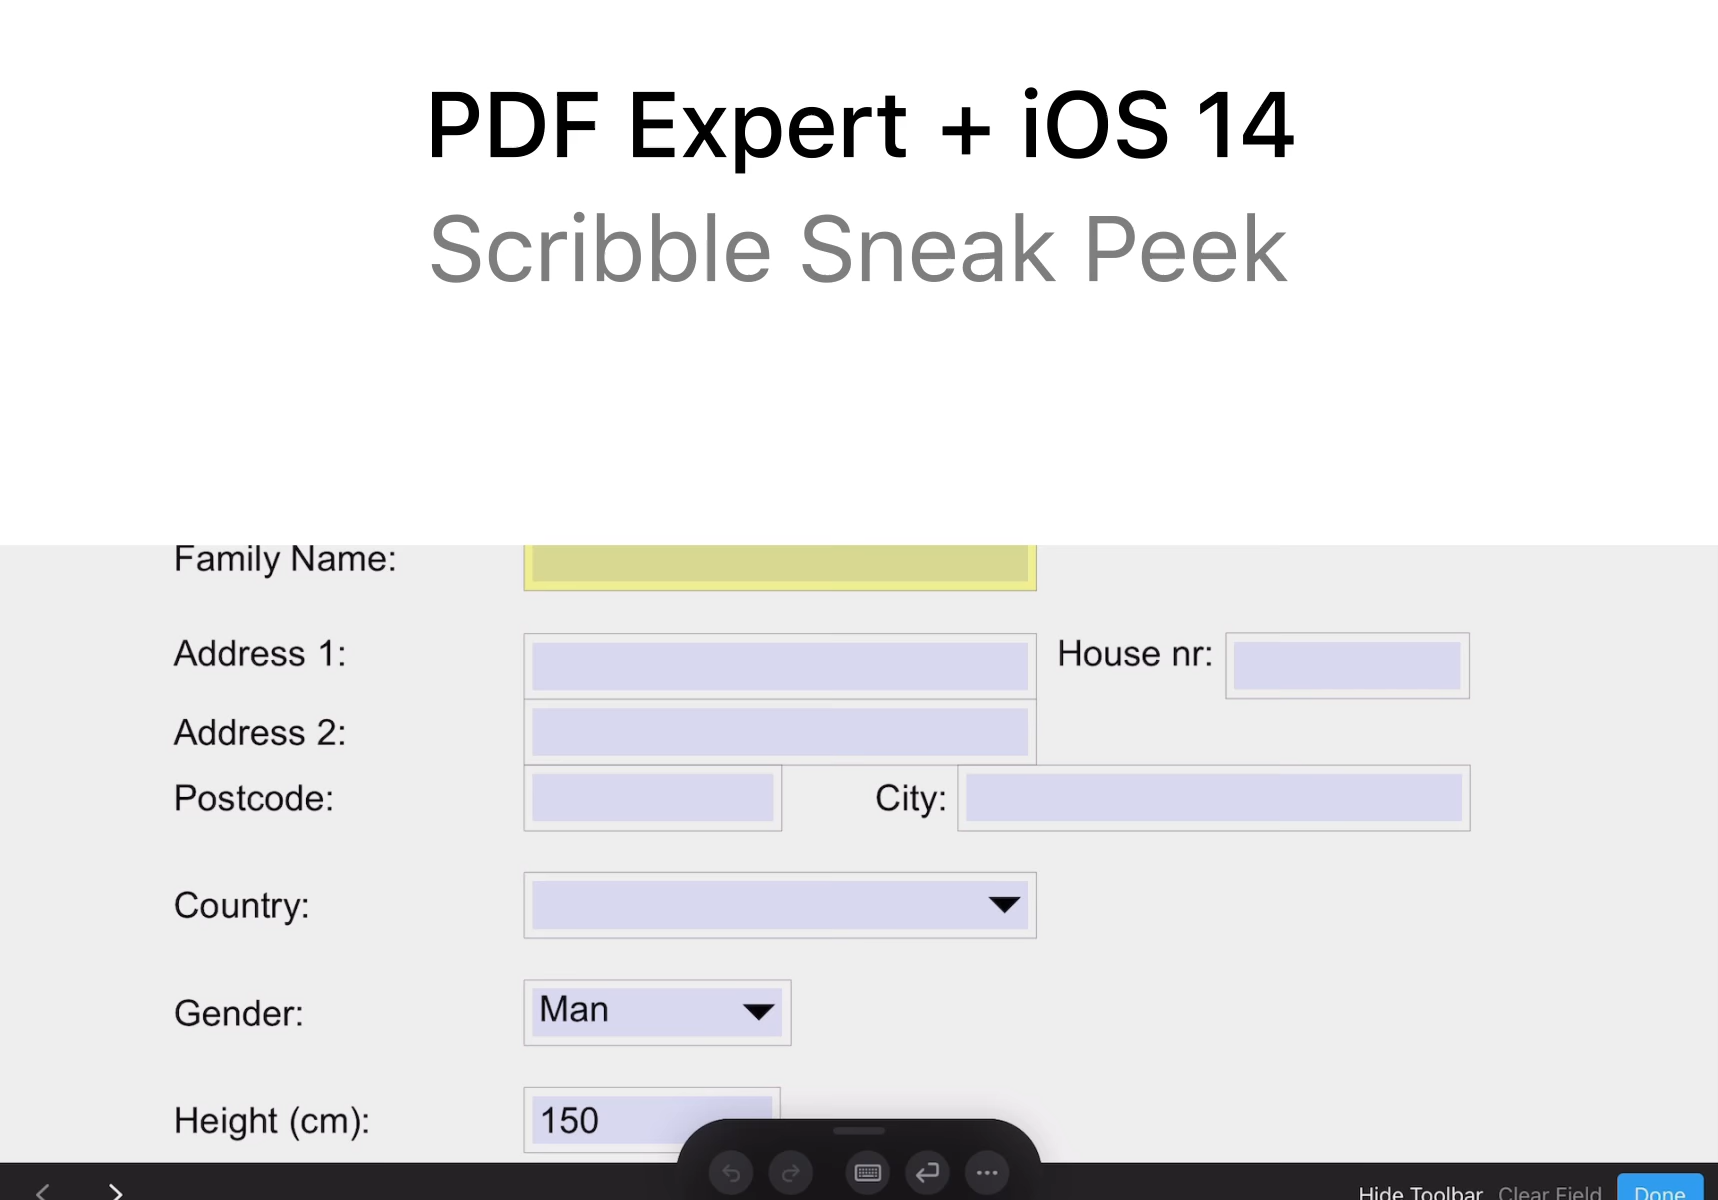 PDF Expert + iOS 14
Scribble Sneak Peek
Family Name:
Address 1:
House nr:
Address 2:
Postcode:
City:
Country:
Gender:
Man
Height (cm):
150
Hide Toolbar
Clear Field
Done